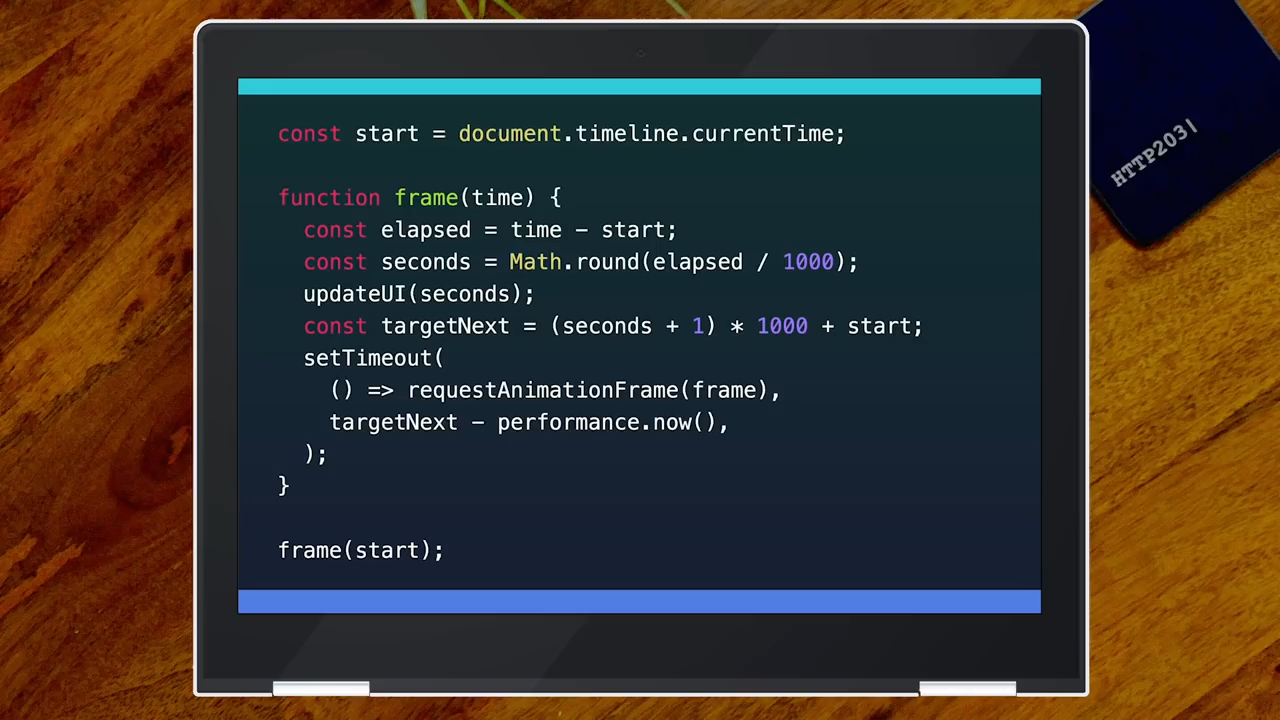 const start = document.timeline.currentTime;
function frame(time) {
const elapsed = time - start;
const seconds = Math.round(elapsed / 1000);
updateUI(seconds);
const targetNext = (seconds + 1) * 1000 + start;
setTimeout(
() => requestAnimationFrame(frame),
targetNext - performance.now(),
);
}
frame(start);
HTTP203|